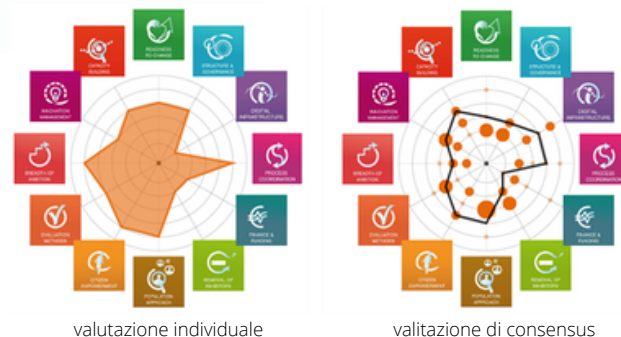 READINESS
TO CHANGE
STRUCTURE &
GOVERNANCE
DIGITAL
INFRASTRUCTURE
PROCESS
COORDINATION
FINANCE &
FUNDING
REMOVAL OF
INHIBITORS
POPULATION
APPROACH
CITIZEN
EMPOWERMENT
EVALUATION
METHODS
BREADTH OF
AMBITION
INNOVATION
MANAGEMENT
CAPACITY
BUILDING
READINESS
TO CHANGE
STRUCTURE &
GOVERNANCE
DIGITAL
INFRASTRUCTURE
PROCESS
COORDINATION
FINANCE &
FUNDING
REMOVAL OF
INHIBITORS
POPULATION
APPROACH
CITIZEN
EMPOWERMENT
EVALUATION
METHODS
BREADTH OF
AMBITION
INNOVATION
MANAGEMENT
CAPACITY
BUILDING
valutazione individuale
valitazione di consensus